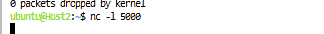 0 packets dropped by kernel
ubuntu@Host2:~$ nc -l 5000